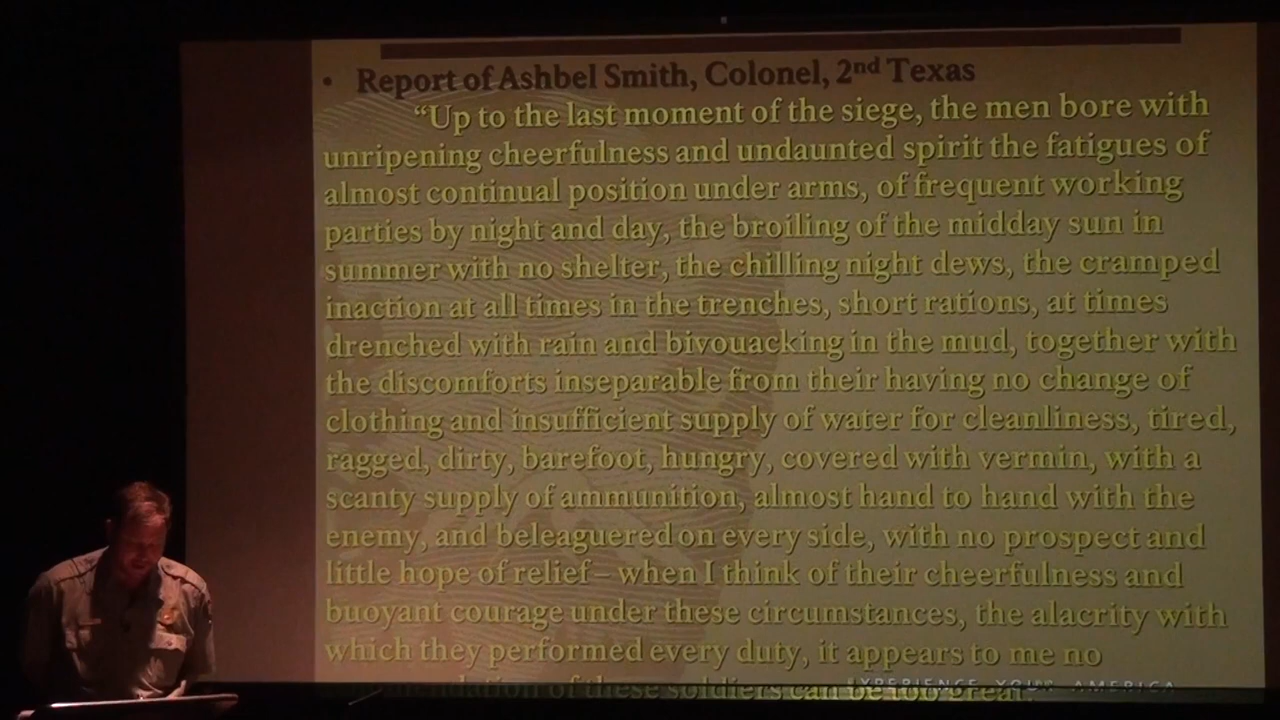 • Report of Ashbel Smith, Colonel, 2nd Texas
“Up to the last moment of the siege, the men bore with
unripening cheerfulness and undaunted spirit the fatigues of
almost continual position under arms, of frequent working
parties by night and day, the broiling of the midday sun in
summer with no shelter, the chilling night dews, the cramped
inaction at all times in the trenches, short rations, at times
drenched with rain and bivouacking in the mud, together with
the discomforts inseparable from their having no change of
clothing and insufficient supply of water for cleanliness, tired,
ragged, dirty, barefoot, hungry, covered with vermin, with a
scanty supply of ammunition, almost hand to hand with the
enemy, and beleaguered on every side, with no prospect and
little hope of relief – when I think of their cheerfulness and
buoyant courage under these circumstances, the alacrity with
which they performed every duty, it appears to me no
of these soldiers can be too great.
YOUR AMERICA